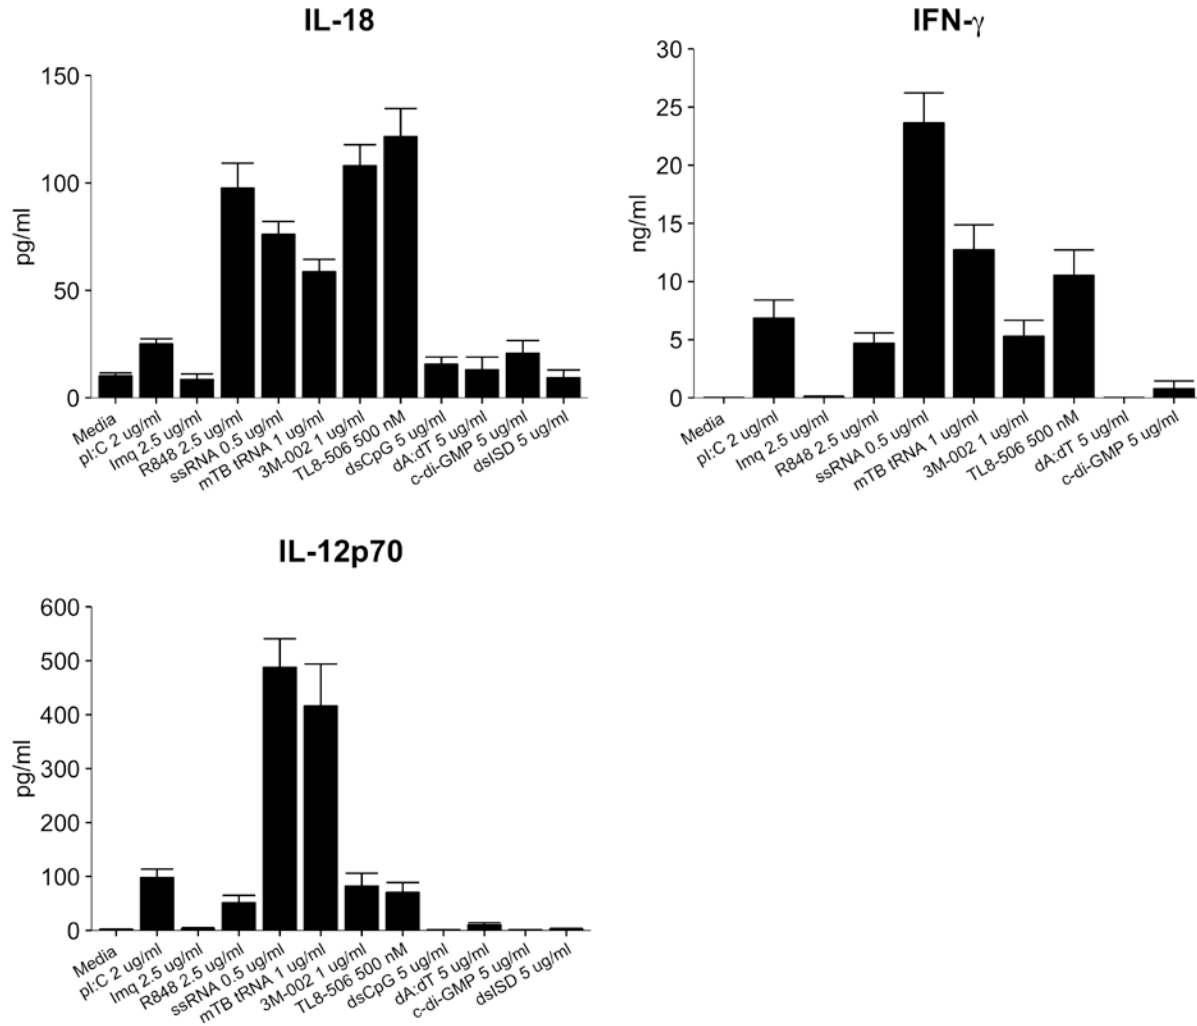 IL-18
150
100
50
0
pg/ml
Media
pI:C 2 ug/ml
Imq 2.5 ug/ml
R848 2.5 ug/ml
ssRNA 0.5 ug/ml
mTB tRNA 1 ug/ml
3M-002 1 ug/ml
TL8-506 500 nM
dsCpG 5 ug/ml
dA:dT 5 ug/ml
c-di-GMP 5 ug/ml
dsISD 5 ug/ml
IFN-γ
30
25
20
15
10
5
0
ng/ml
Media
pI:C 2 ug/ml
Imq 2.5 ug/ml
R848 2.5 ug/ml
ssRNA 0.5 ug/ml
mTB tRNA 1 ug/ml
3M-002 1 ug/ml
TL8-506 500 nM
dA:dT 5 ug/ml
c-di-GMP 5 ug/ml
IL-12p70
600
500
400
300
200
100
0
pg/ml
Media
pI:C 2 ug/ml
Imq 2.5 ug/ml
R848 2.5 ug/ml
ssRNA 0.5 ug/ml
mTB tRNA 1 ug/ml
3M-002 1 ug/ml
TL8-506 500 nM
dsCpG 5 ug/ml
dA:dT 5 ug/ml
c-di-GMP 5 ug/ml
dsISD 5 ug/ml